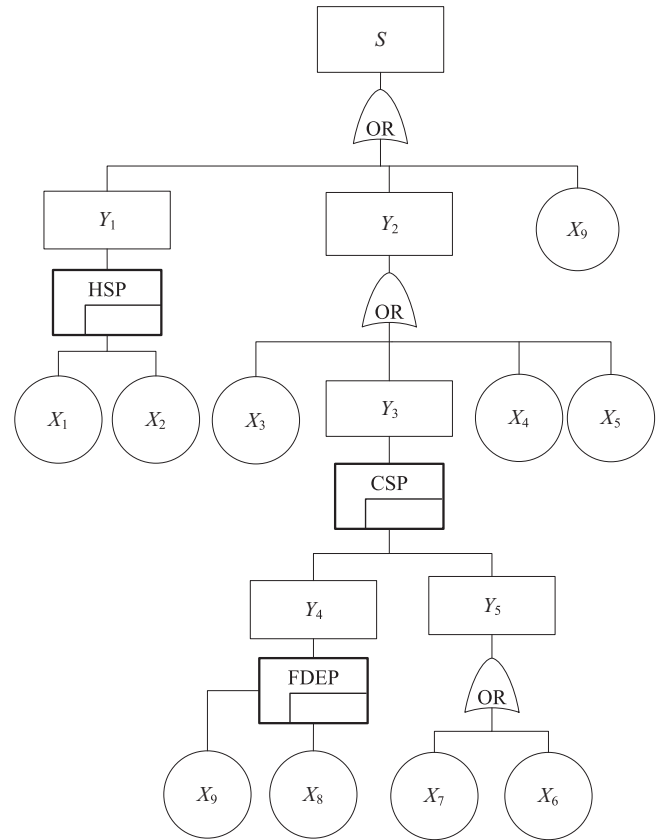 S
OR
Y₁
Y₂
X₉
HSP
OR
X₁
X₂
X₃
Y₃
X₄
X₅
CSP
Y₄
Y₅
FDEP
OR
X₉
X₈
X₇
X₆